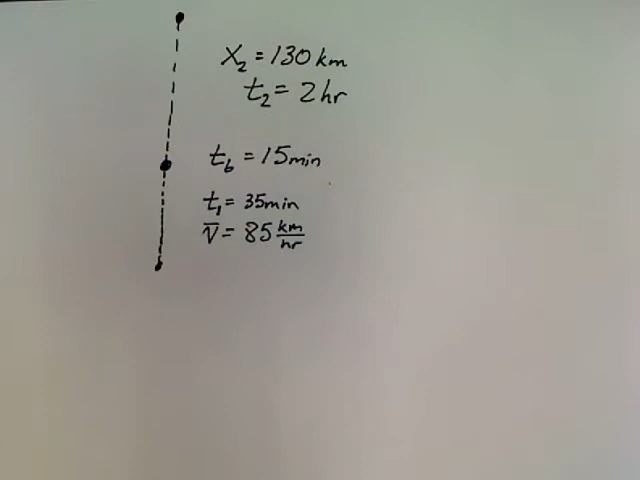 x₂ = 130 km
t₂ = 2 hr
t_b = 15 min
t₁ = 35 min
v̅ = 85 km/hr